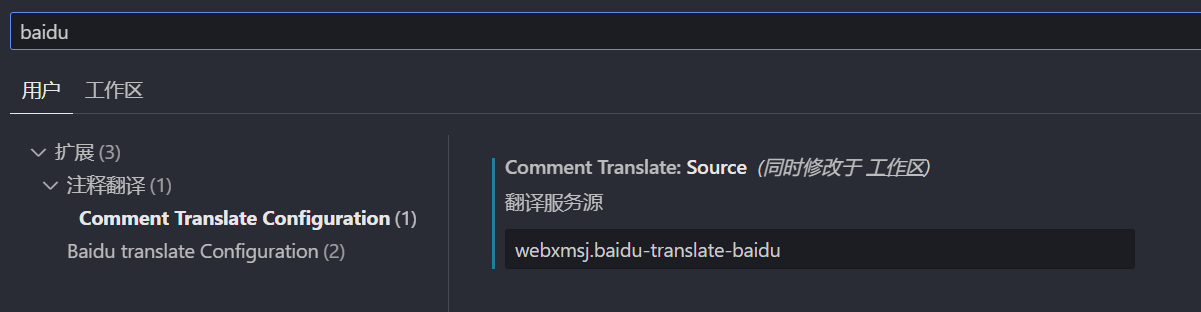 baidu
用户 工作区
扩展 (3)
注释翻译 (1)
Comment Translate Configuration (1)
Baidu translate Configuration (2)
Comment Translate: Source (同时修改于 工作区)
翻译服务源
webxmsj.baidu-translate-baidu